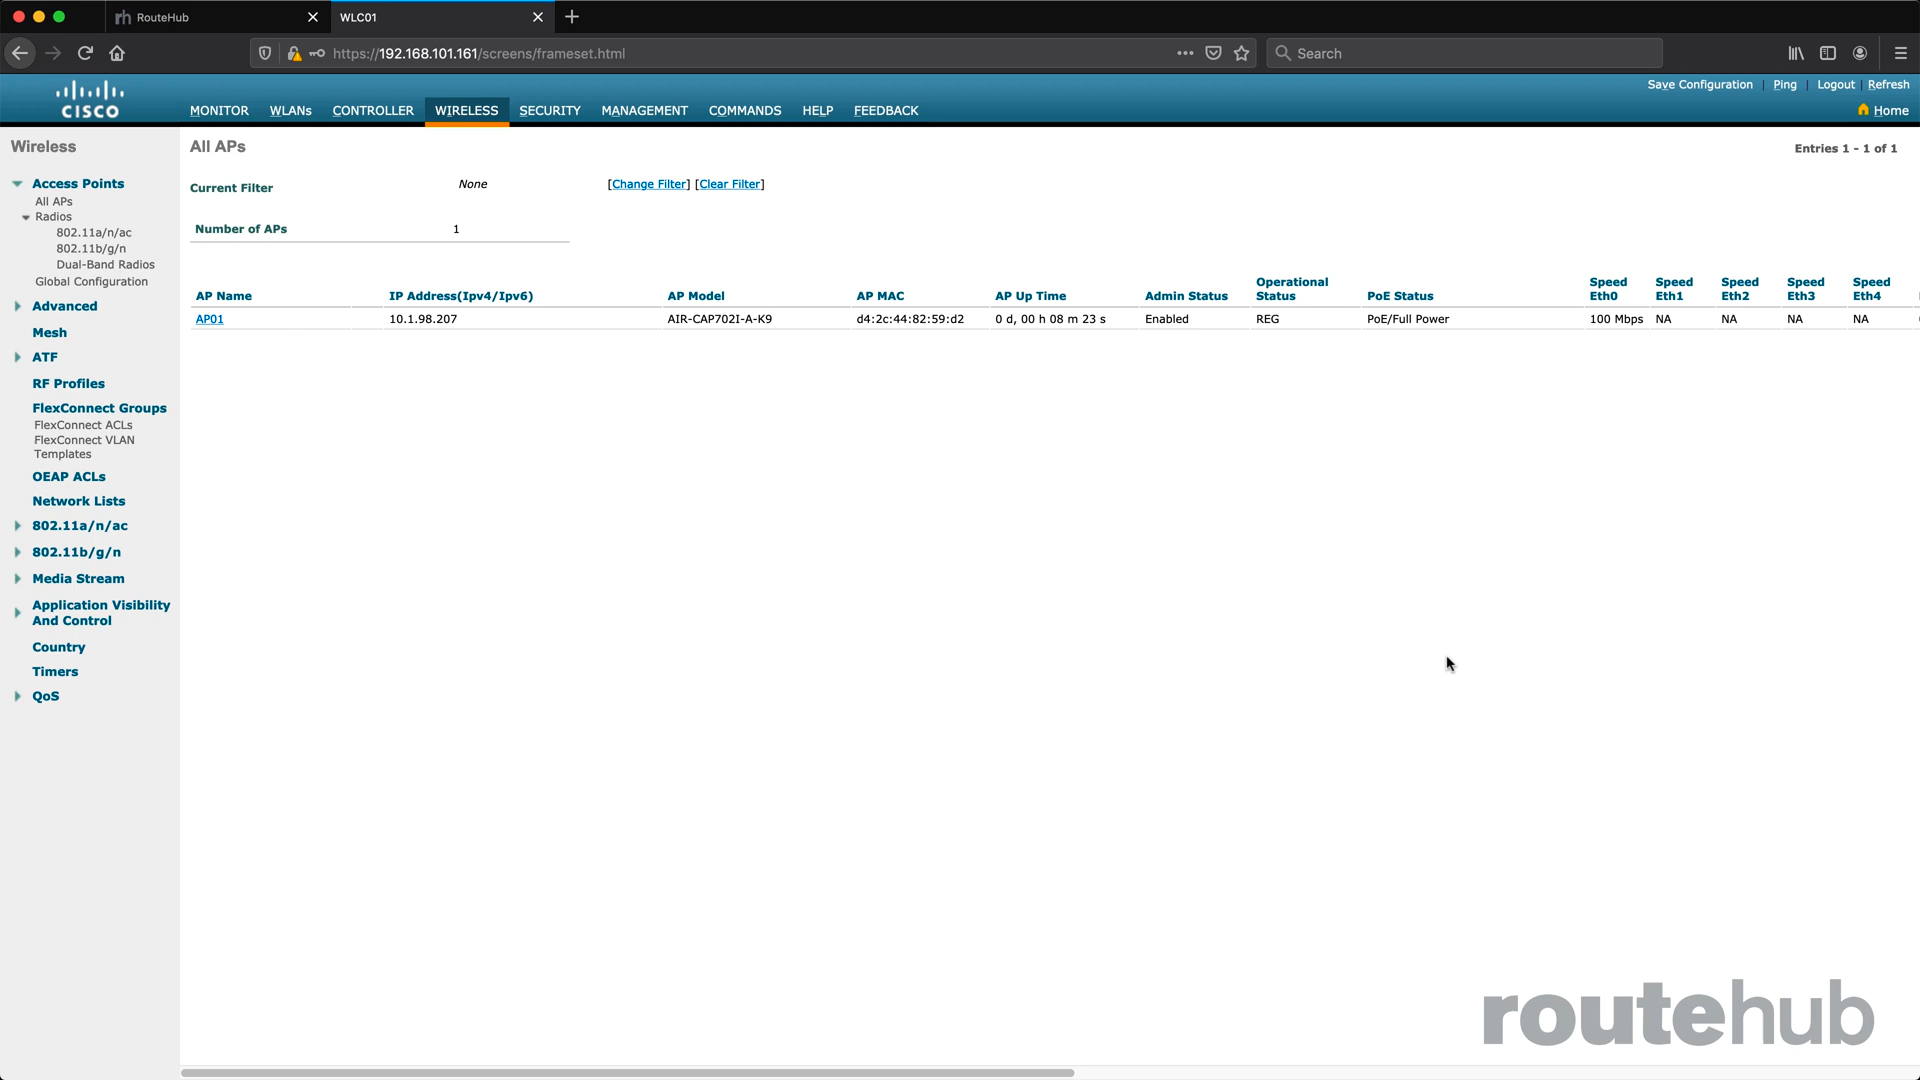 RouteHub
WLC01
https://192.168.101.161/screens/frameset.html
Search
Save Configuration | Ping | Logout | Refresh
CISCO
MONITOR WLANs CONTROLLER WIRELESS SECURITY MANAGEMENT COMMANDS HELP FEEDBACK
Home
Wireless
Access Points
All APs
Radios
802.11a/n/ac
802.11b/g/n
Dual-Band Radios
Global Configuration
Advanced
Mesh
ATF
RF Profiles
FlexConnect Groups
FlexConnect ACLs
FlexConnect VLAN
Templates
OEAP ACLs
Network Lists
802.11a/n/ac
802.11b/g/n
Media Stream
Application Visibility
And Control
Country
Timers
QoS
All APs
Entries 1 - 1 of 1
Current Filter None [Change Filter] [Clear Filter]
Number of APs 1
AP Name IP Address(Ipv4/Ipv6) AP Model AP MAC AP Up Time Admin Status Operational Status PoE Status Speed Eth0 Speed Eth1 Speed Eth2 Speed Eth3 Speed Eth4
AP01 10.1.98.207 AIR-CAP702I-A-K9 d4:2c:44:82:59:d2 0 d, 00 h 08 m 23 s Enabled REG PoE/Full Power 100 Mbps NA NA NA NA
routehub